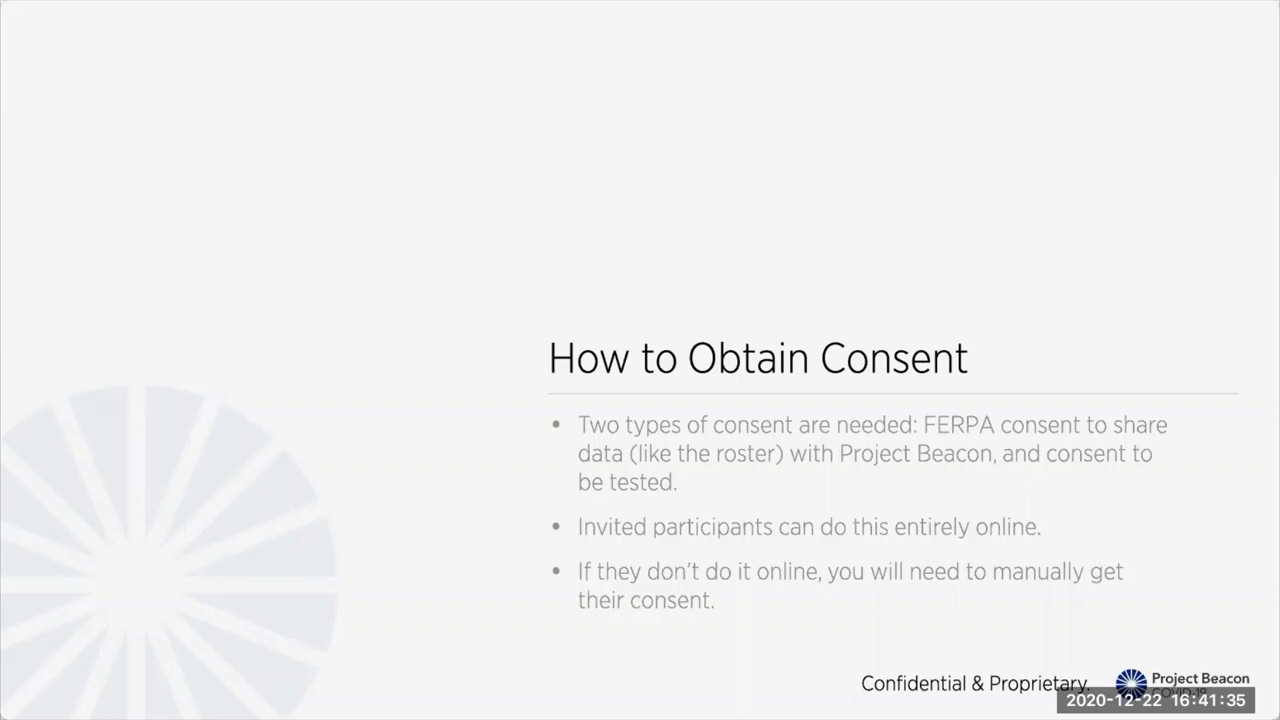 How to Obtain Consent
• Two types of consent are needed: FERPA consent to share
data (like the roster) with Project Beacon, and consent to
be tested.
• Invited participants can do this entirely online.
• If they don’t do it online, you will need to manually get
their consent.
Confidential & Proprietary.
Project Beacon
COVID-19
2020-12-22 16:41:35